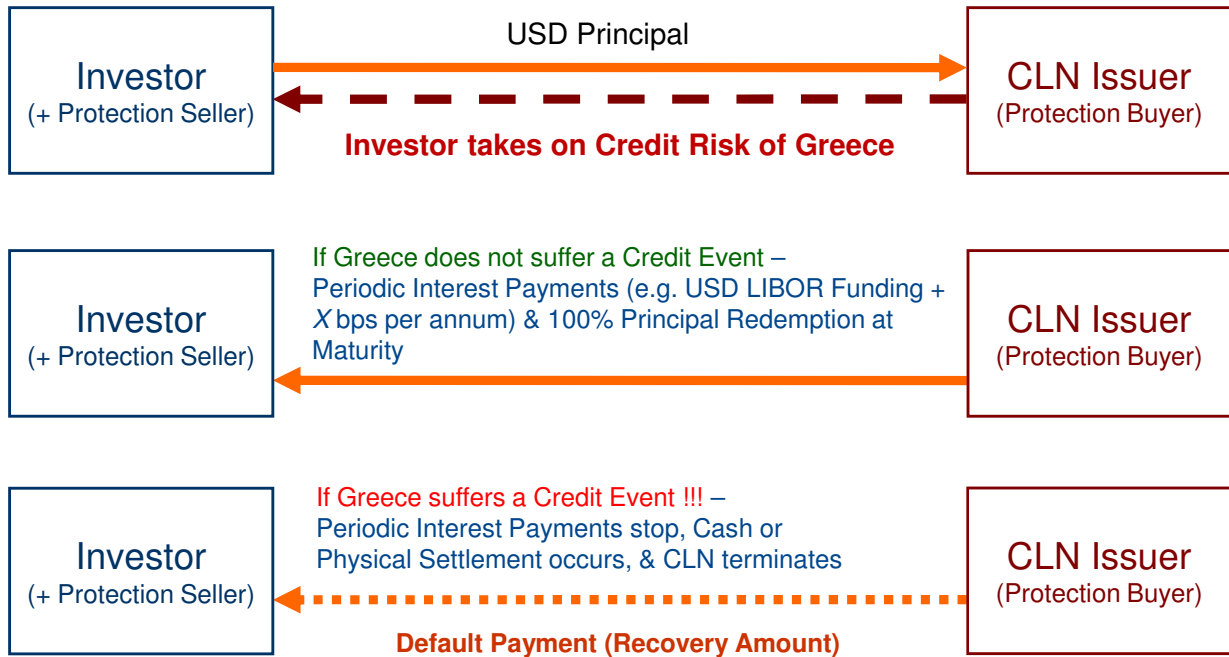 USD Principal
Investor
(+ Protection Seller)
CLN Issuer
(Protection Buyer)
Investor takes on Credit Risk of Greece
If Greece does not suffer a Credit Event –
Periodic Interest Payments (e.g. USD LIBOR Funding +
X bps per annum) & 100% Principal Redemption at
Maturity
Investor
(+ Protection Seller)
CLN Issuer
(Protection Buyer)
If Greece suffers a Credit Event !!! –
Periodic Interest Payments stop, Cash or
Physical Settlement occurs, & CLN terminates
Investor
(+ Protection Seller)
CLN Issuer
(Protection Buyer)
Default Payment (Recovery Amount)